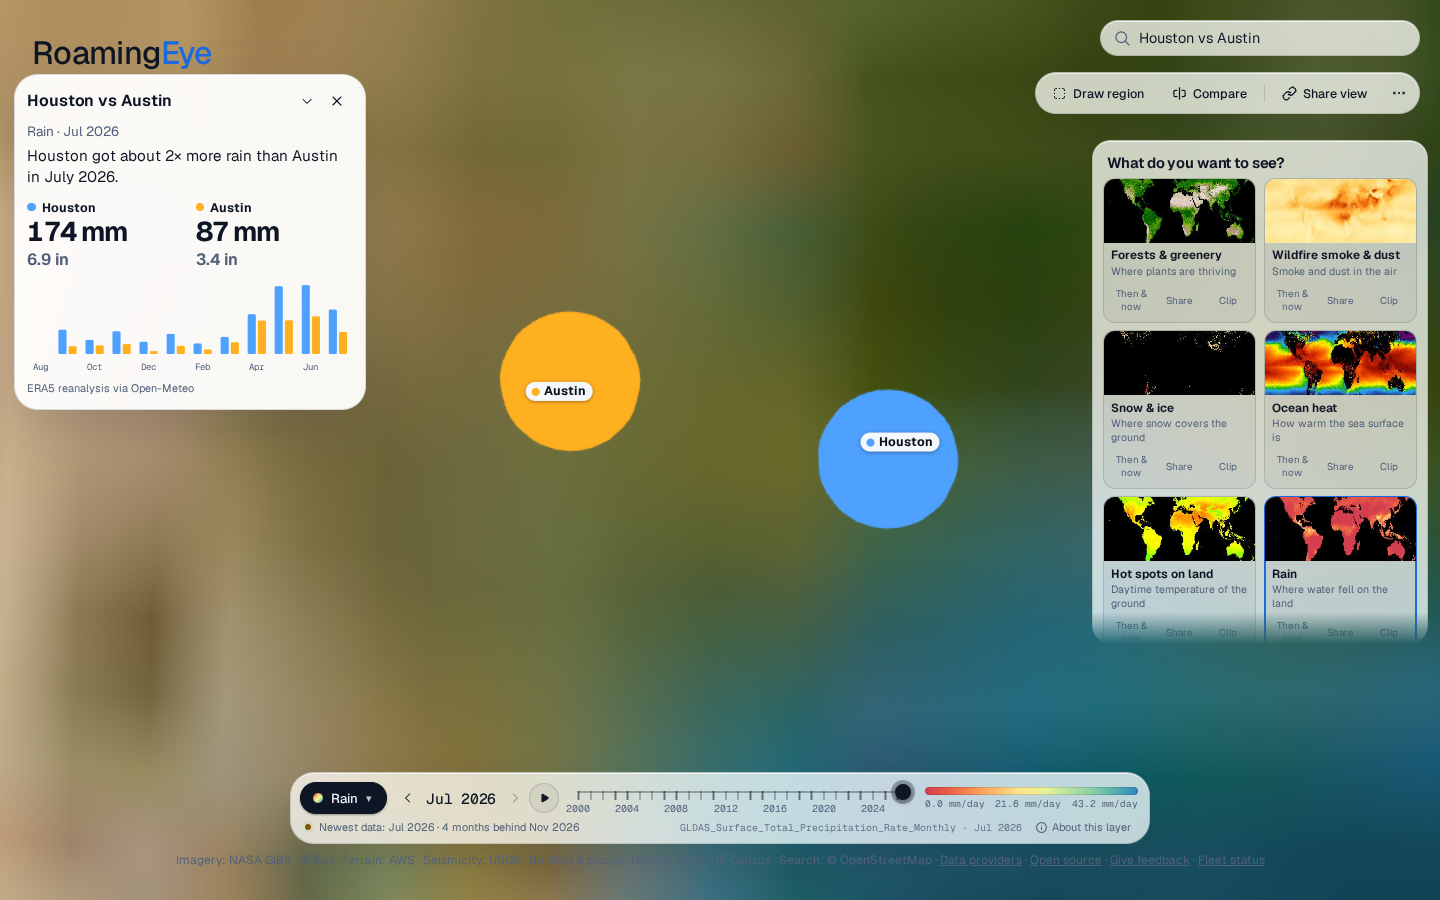 RoamingEye
Houston vs Austin
Rain · Jul 2026
Houston got about 2× more rain than Austin
in July 2026.
Houston
Austin
174 mm
87 mm
6.9 in
3.4 in
Aug Oct Dec Feb Apr Jun
ERA5 reanalysis via Open-Meteo
Austin
Houston
Houston vs Austin
Draw region
Compare
Share view
What do you want to see?
Forests & greenery
Where plants are thriving
Then & now
Share
Clip
Wildfire smoke & dust
Smoke and dust in the air
Then & now
Share
Clip
Snow & ice
Where snow covers the
ground
Then & now
Share
Clip
Ocean heat
How warm the sea surface
is
Then & now
Share
Clip
Hot spots on land
Daytime temperature of the
ground
Then & now
Share
Clip
Rain
Where water fell on the
land
Then & now
Share
Clip
Rain
Jul 2026
2000 2004 2008 2012 2016 2020 2024
0.0 mm/day 21.6 mm/day 43.2 mm/day
Newest data: Jul 2026 · 4 months behind Nov 2026
GLDAS_Surface_Total_Precipitation_Rate_Monthly · Jul 2026
About this layer
Imagery: NASA GIBS · Terrain: AWS · Seismicity: USGS · Borders & places: US Census · Search: © OpenStreetMap · Data providers · Open source · Give feedback · Fleet status